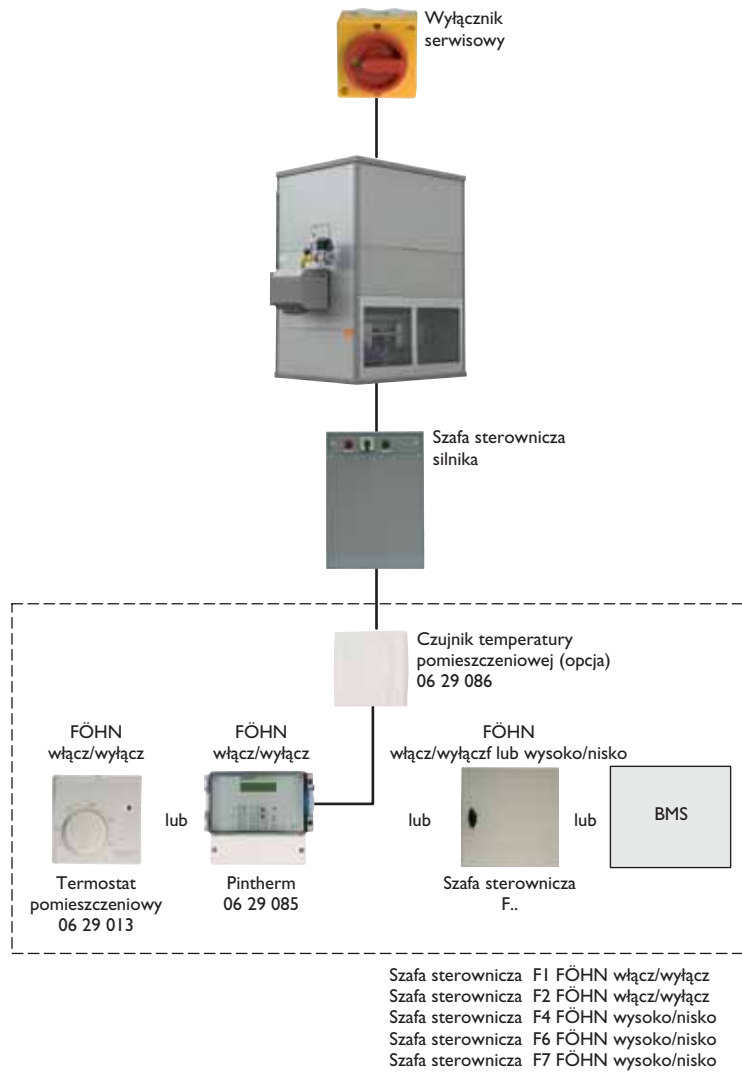 Wyłącznik
serwisowy
Szafa sterownicza
silnika
Czujnik temperatury
pomieszczeniowej (opcja)
06 29 086
FÖHN
włącz/wyłącz
FÖHN
włącz/wyłącz
FÖHN
włącz/wyłączf lub wysoko/nisko
lub
lub
lub
BMS
Termostat
pomieszczeniowy
06 29 013
Pintherm
06 29 085
Szafa sterownicza
F..
Szafa sterownicza F1 FÖHN włącz/wyłącz
Szafa sterownicza F2 FÖHN włącz/wyłącz
Szafa sterownicza F4 FÖHN wysoko/nisko
Szafa sterownicza F6 FÖHN wysoko/nisko
Szafa sterownicza F7 FÖHN wysoko/nisko